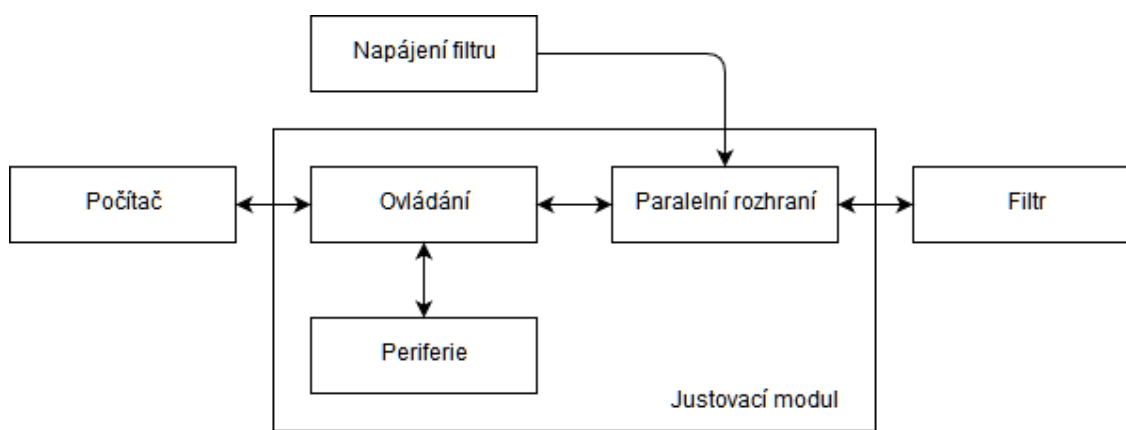 Napájení filtru
Počítač
Ovládání
Paralelní rozhraní
Filtr
Periferie
Justovací modul